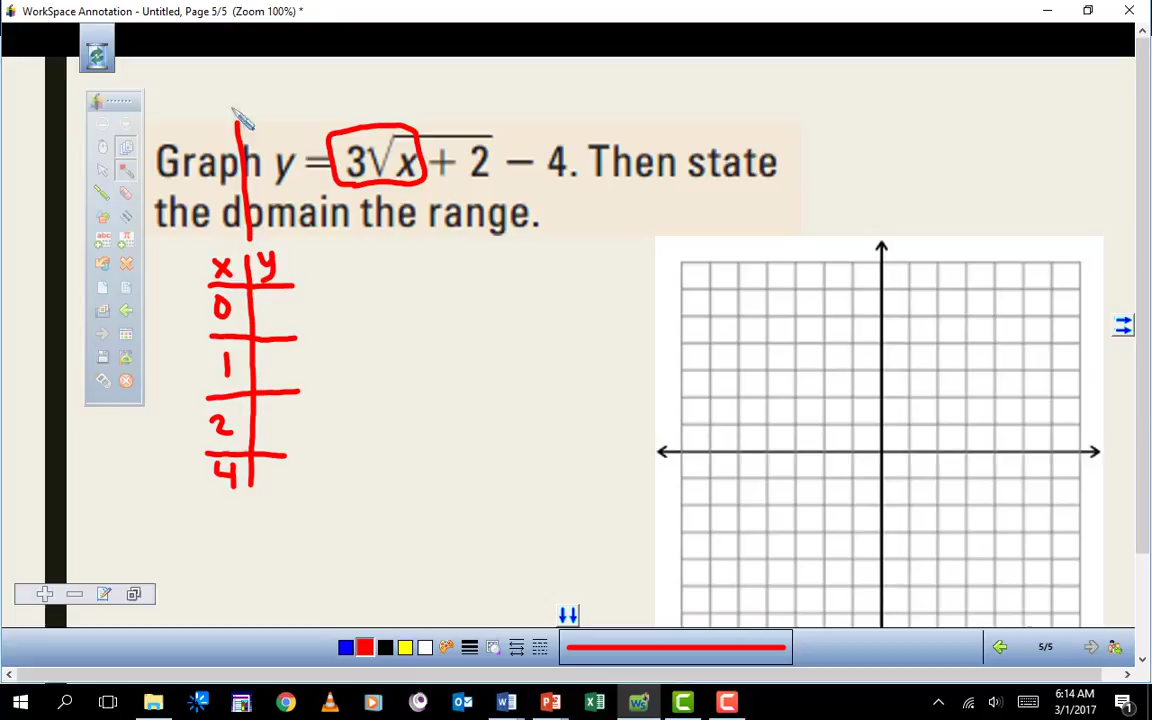 WorkSpace Annotation - Untitled, Page 5/5 (Zoom 100%) *
Graph y = 3√x + 2 − 4. Then state
the domain the range.
x y
0
1
2
4
abc
π
5/5
6:14 AM
3/1/2017